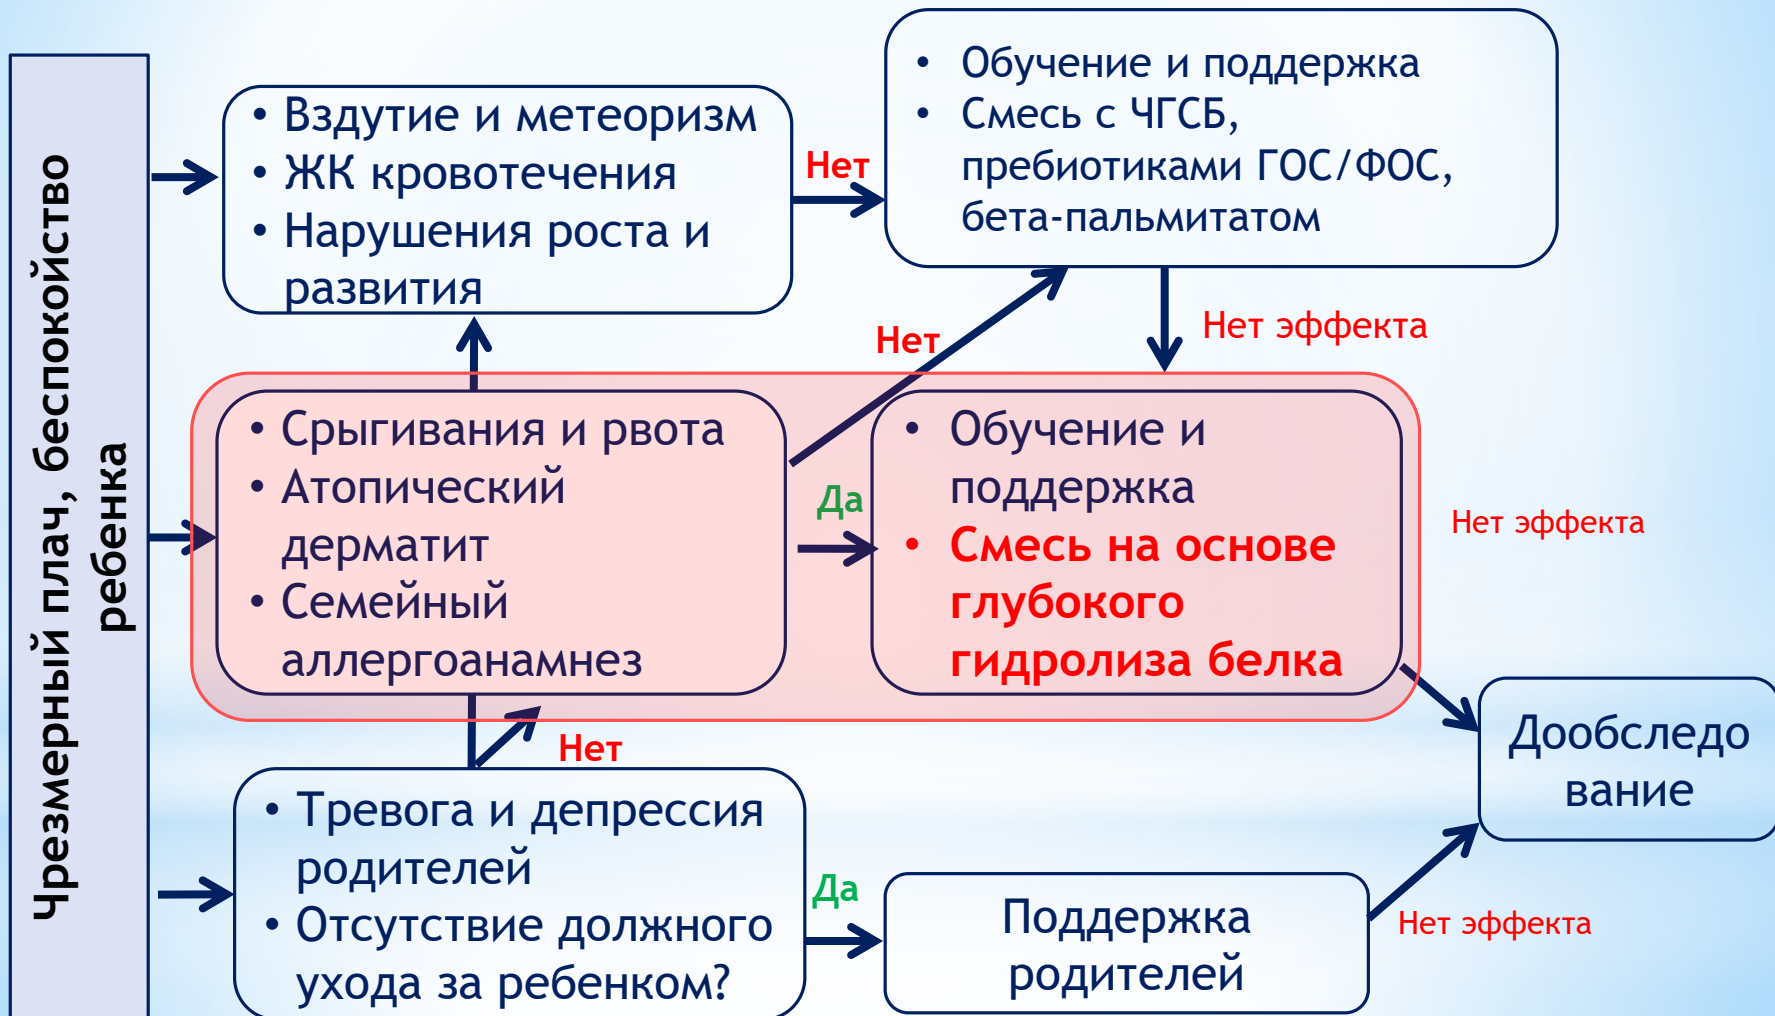 Чрезмерный плач, беспокойство
ребенка
• Вздутие и метеоризм
• ЖК кровотечения
• Нарушения роста и
развития
Нет
• Обучение и поддержка
• Смесь с ЧГСБ,
пребиотиками ГОС/ФОС,
бета-пальмитатом
Нет
Нет эффекта
• Срыгивания и рвота
• Атопический
дерматит
• Семейный
аллергоанамнез
Да
• Обучение и
поддержка
• Смесь на основе
глубокого
гидролиза белка
Нет эффекта
Нет
• Тревога и депрессия
родителей
• Отсутствие должного
ухода за ребенком?
Да
Поддержка
родителей
Нет эффекта
Дообследо
вание